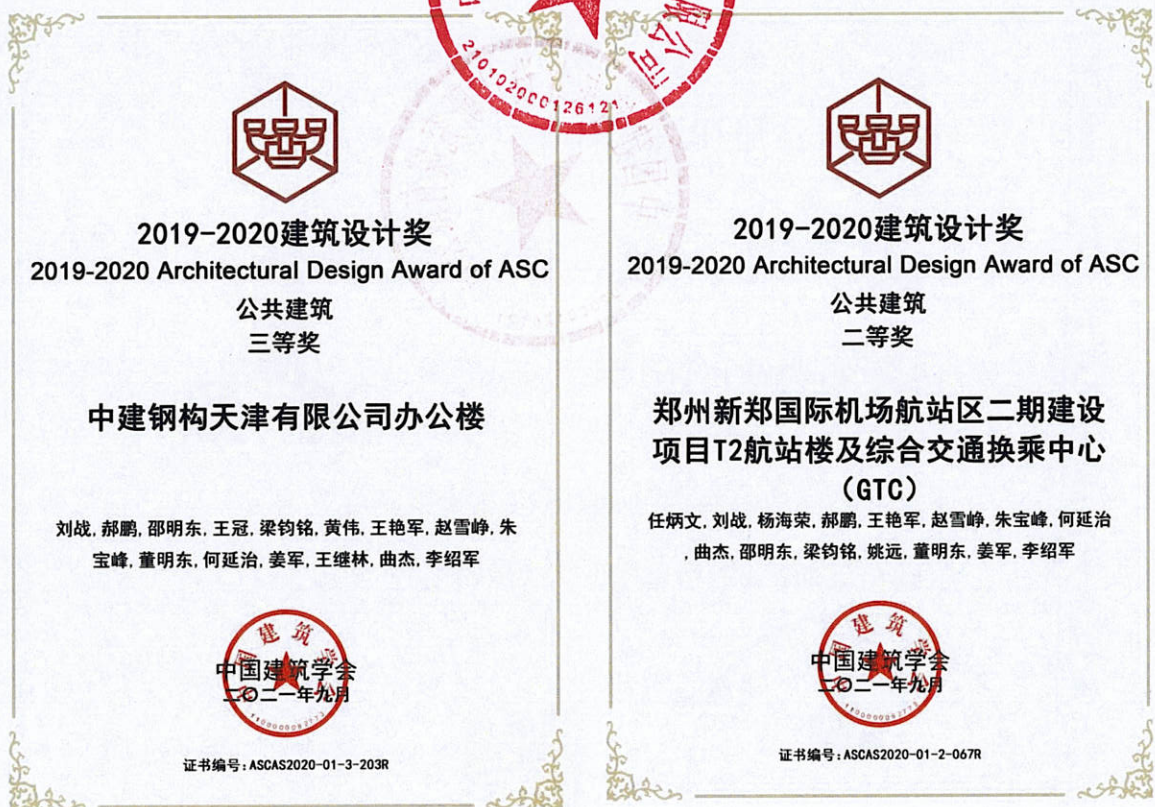 限公司
210102000126121
2019-2020建筑设计奖
2019-2020 Architectural Design Award of ASC
公共建筑
三等奖
中建钢构天津有限公司办公楼
刘战, 郝鹏, 邵明东, 王冠, 梁钧铭, 黄伟, 王艳军, 赵雪峥, 朱
宝峰, 董明东, 何延治, 姜军, 王继林, 曲杰, 李绍军
中国建筑学会
二〇二一年九月
证书编号: ASCAS2020-01-3-203R
2019-2020建筑设计奖
2019-2020 Architectural Design Award of ASC
公共建筑
二等奖
郑州新郑国际机场航站区二期建设
项目T2航站楼及综合交通换乘中心
(GTC)
任炳文, 刘战, 杨海荣, 郝鹏, 王艳军, 赵雪峥, 朱宝峰, 何延治
, 曲杰, 邵明东, 梁钧铭, 姚远, 董明东, 姜军, 李绍军
中国建筑学会
二〇二一年九月
证书编号: ASCAS2020-01-2-067R